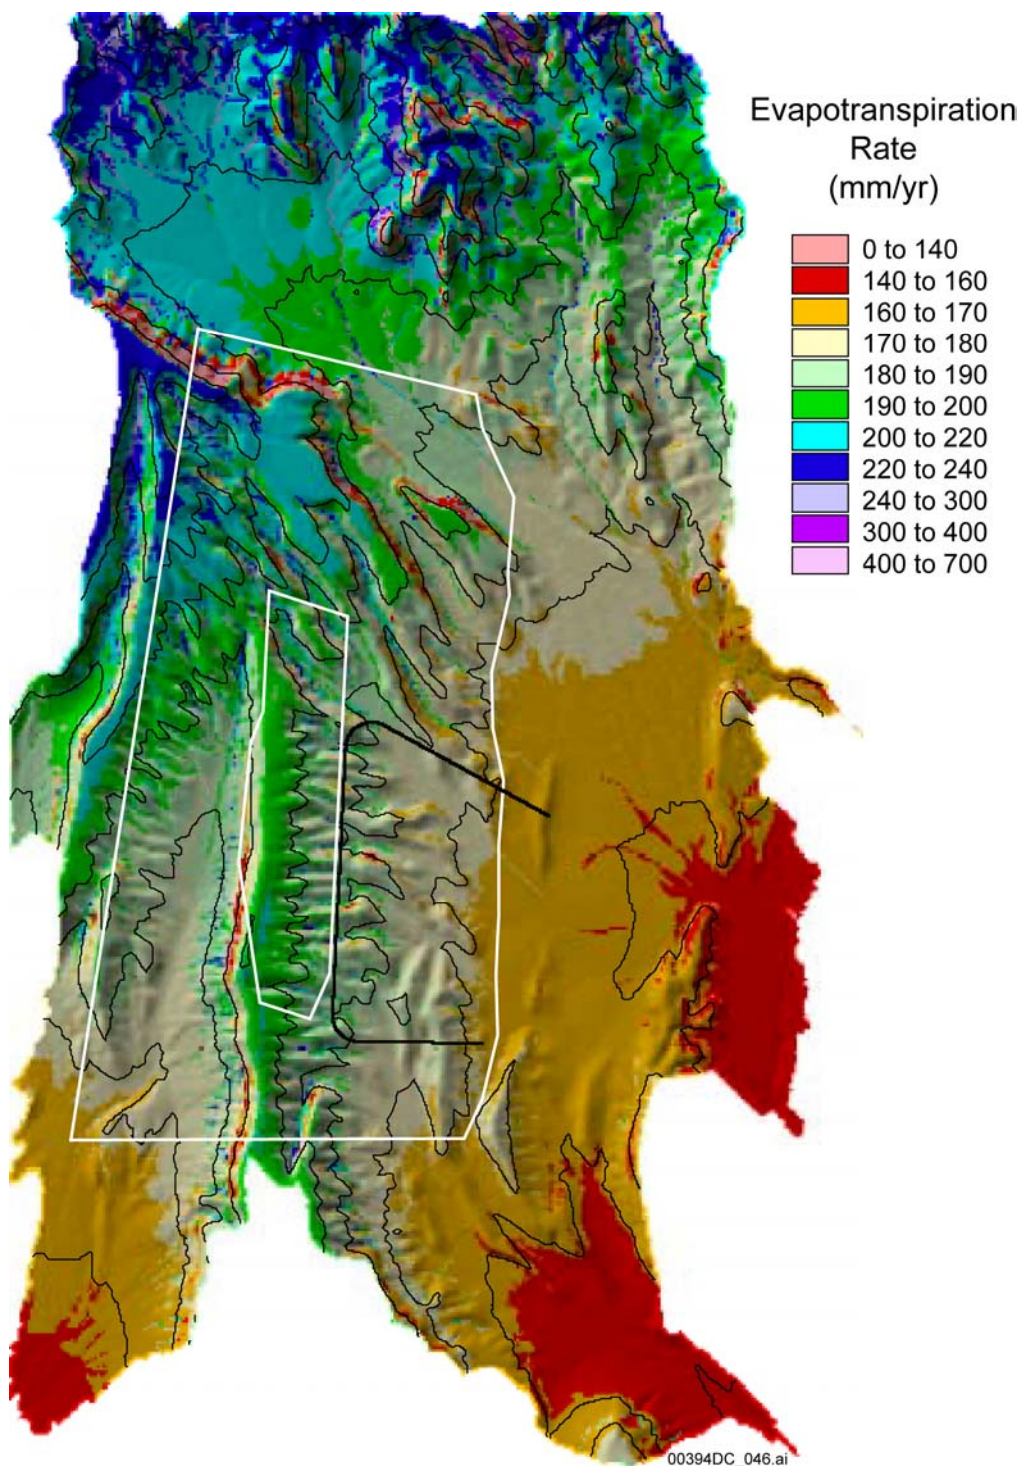 Evapotranspiration
Rate
(mm/yr)
0 to 140
140 to 160
160 to 170
170 to 180
180 to 190
190 to 200
200 to 220
220 to 240
240 to 300
300 to 400
400 to 700
00394DC_046.ai